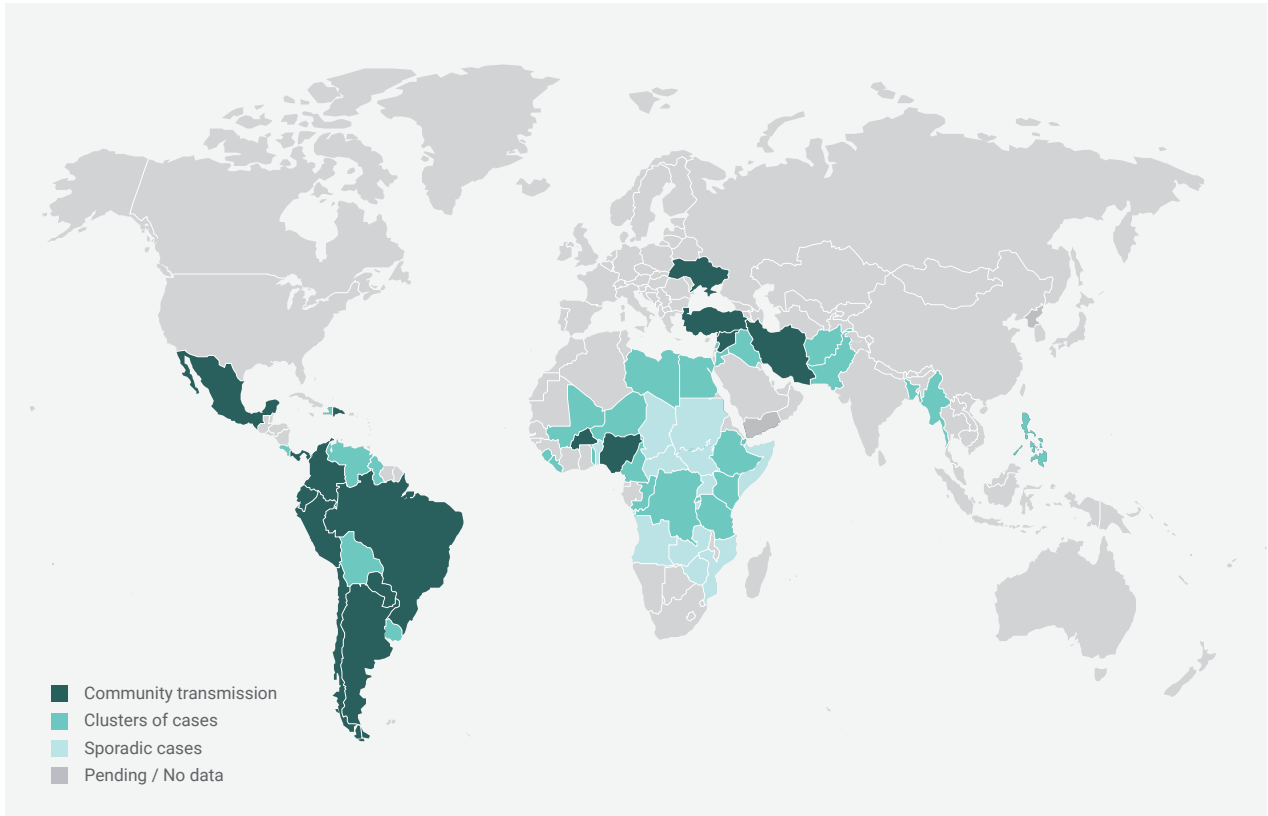 Community transmission
Clusters of cases
Sporadic cases
Pending / No data